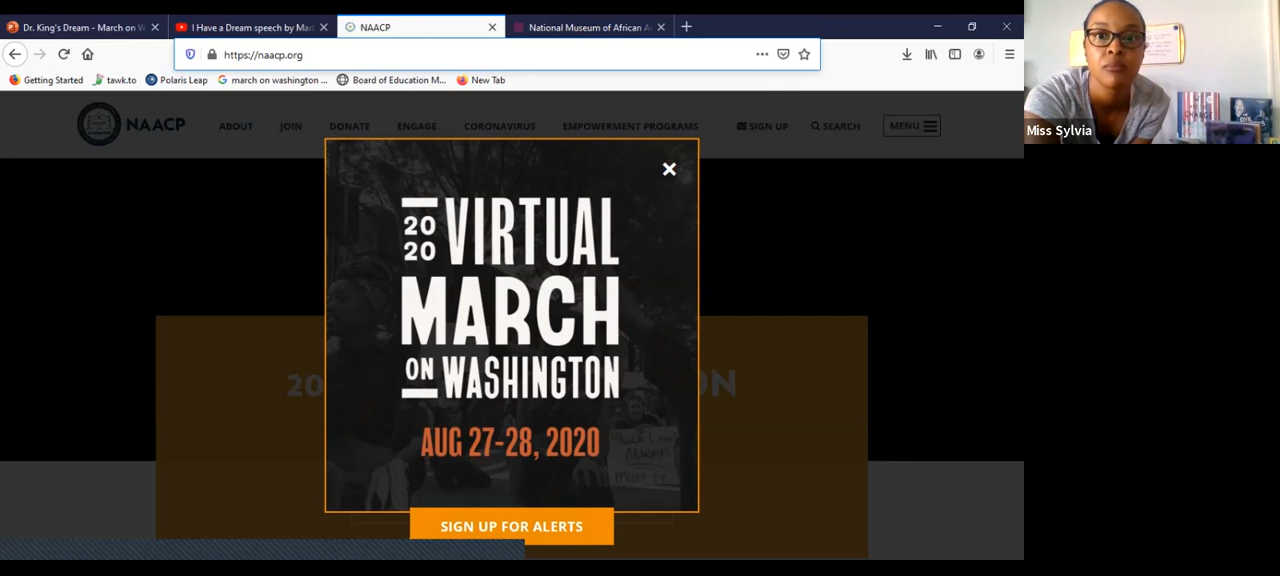 Dr. King's Dream - March on W
I Have a Dream speech by Mart
NAACP
National Museum of African A
https://naacp.org
Getting Started
tawk.to
Polaris Leap
march on washington ...
Board of Education M...
New Tab
NAACP
ABOUT
JOIN
DONATE
ENGAGE
CORONAVIRUS
EMPOWERMENT PROGRAMS
SIGN UP
SEARCH
MENU
2020 VIRTUAL
MARCH
ON WASHINGTON
AUG 27-28, 2020
SIGN UP FOR ALERTS
20
ON
Miss Sylvia